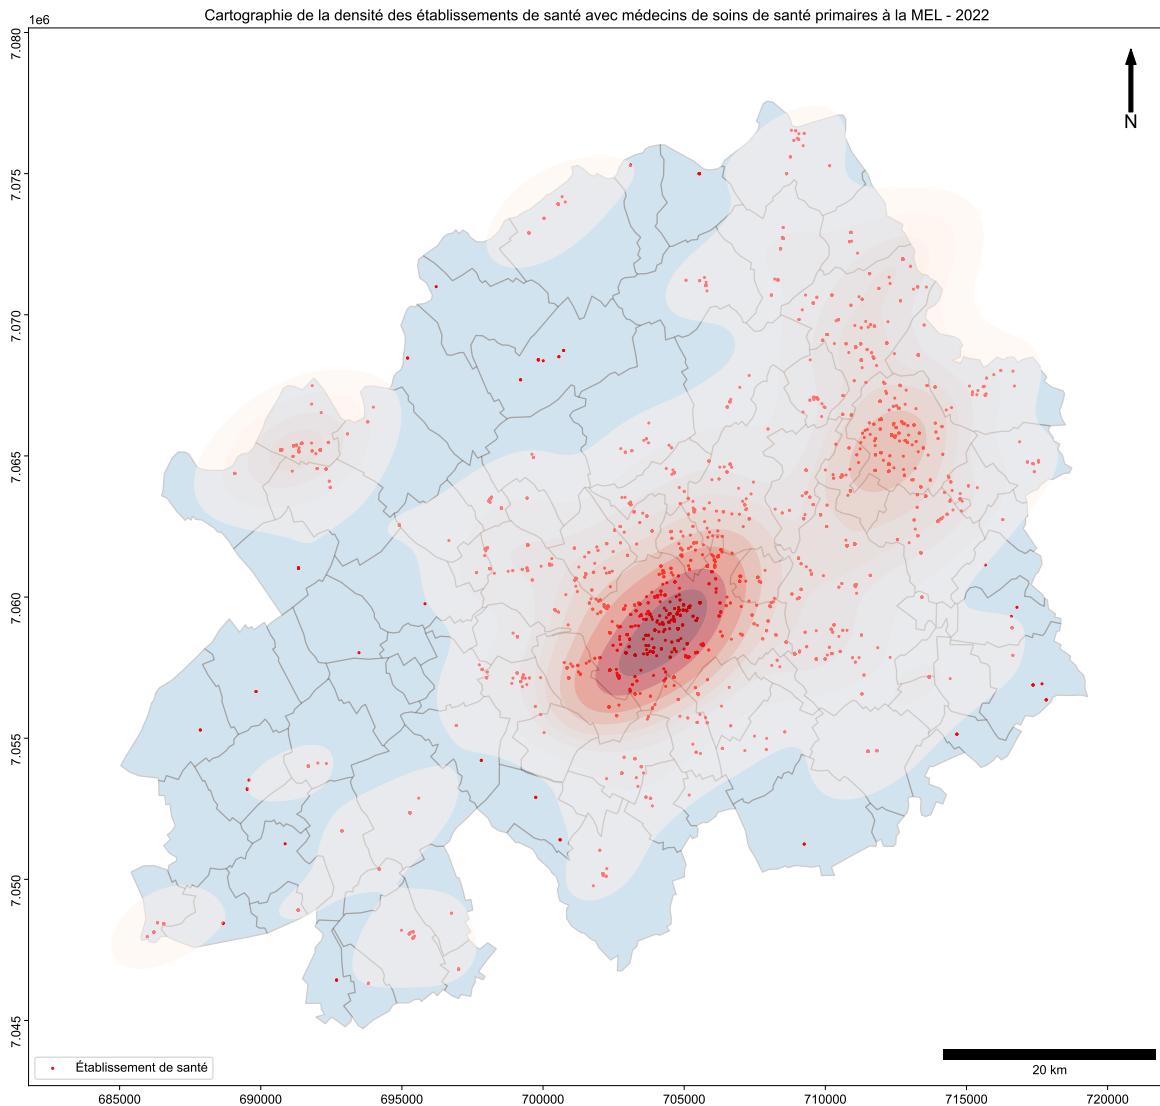 Cartographie de la densité des établissements de santé avec médecins de soins de santé primaires à la MEL - 2022
1e6
7.080
7.075
7.070
7.065
7.060
7.055
7.050
7.045
N
Établissement de santé
20 km
685000 690000 695000 700000 705000 710000 715000 720000